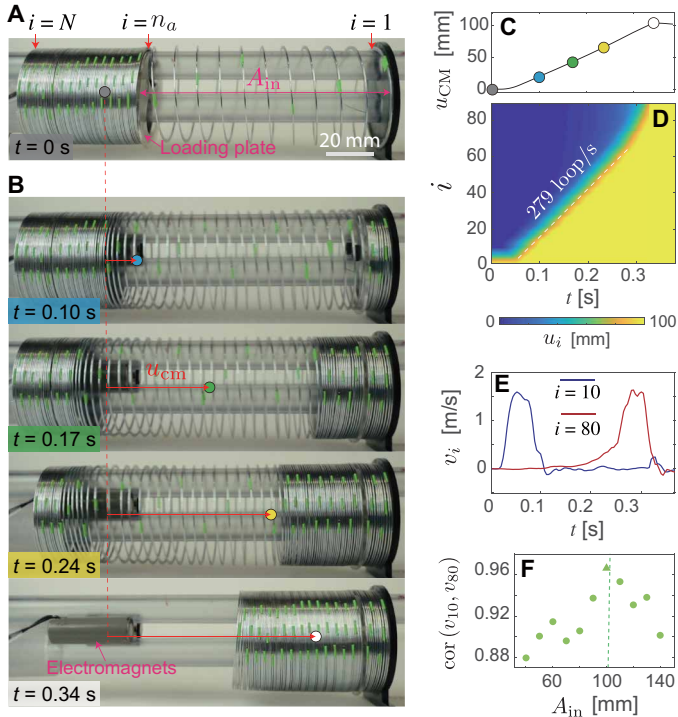 A
i = N
i = nₐ
i = 1
A_in
Loading plate
20 mm
t = 0 s
B
t = 0.10 s
u_cm
t = 0.17 s
t = 0.24 s
Electromagnets
t = 0.34 s
C
u_CM [mm]
100
50
0
D
i
80
60
40
20
0
279 loop/s
0
0.1
0.2
0.3
t [s]
0
100
u_i [mm]
E
v_i [m/s]
2
1
0
i = 10
i = 80
0
0.1
0.2
0.3
t [s]
F
cor (v₁₀, v₈₀)
0.96
0.92
0.88
60
100
140
A_in [mm]